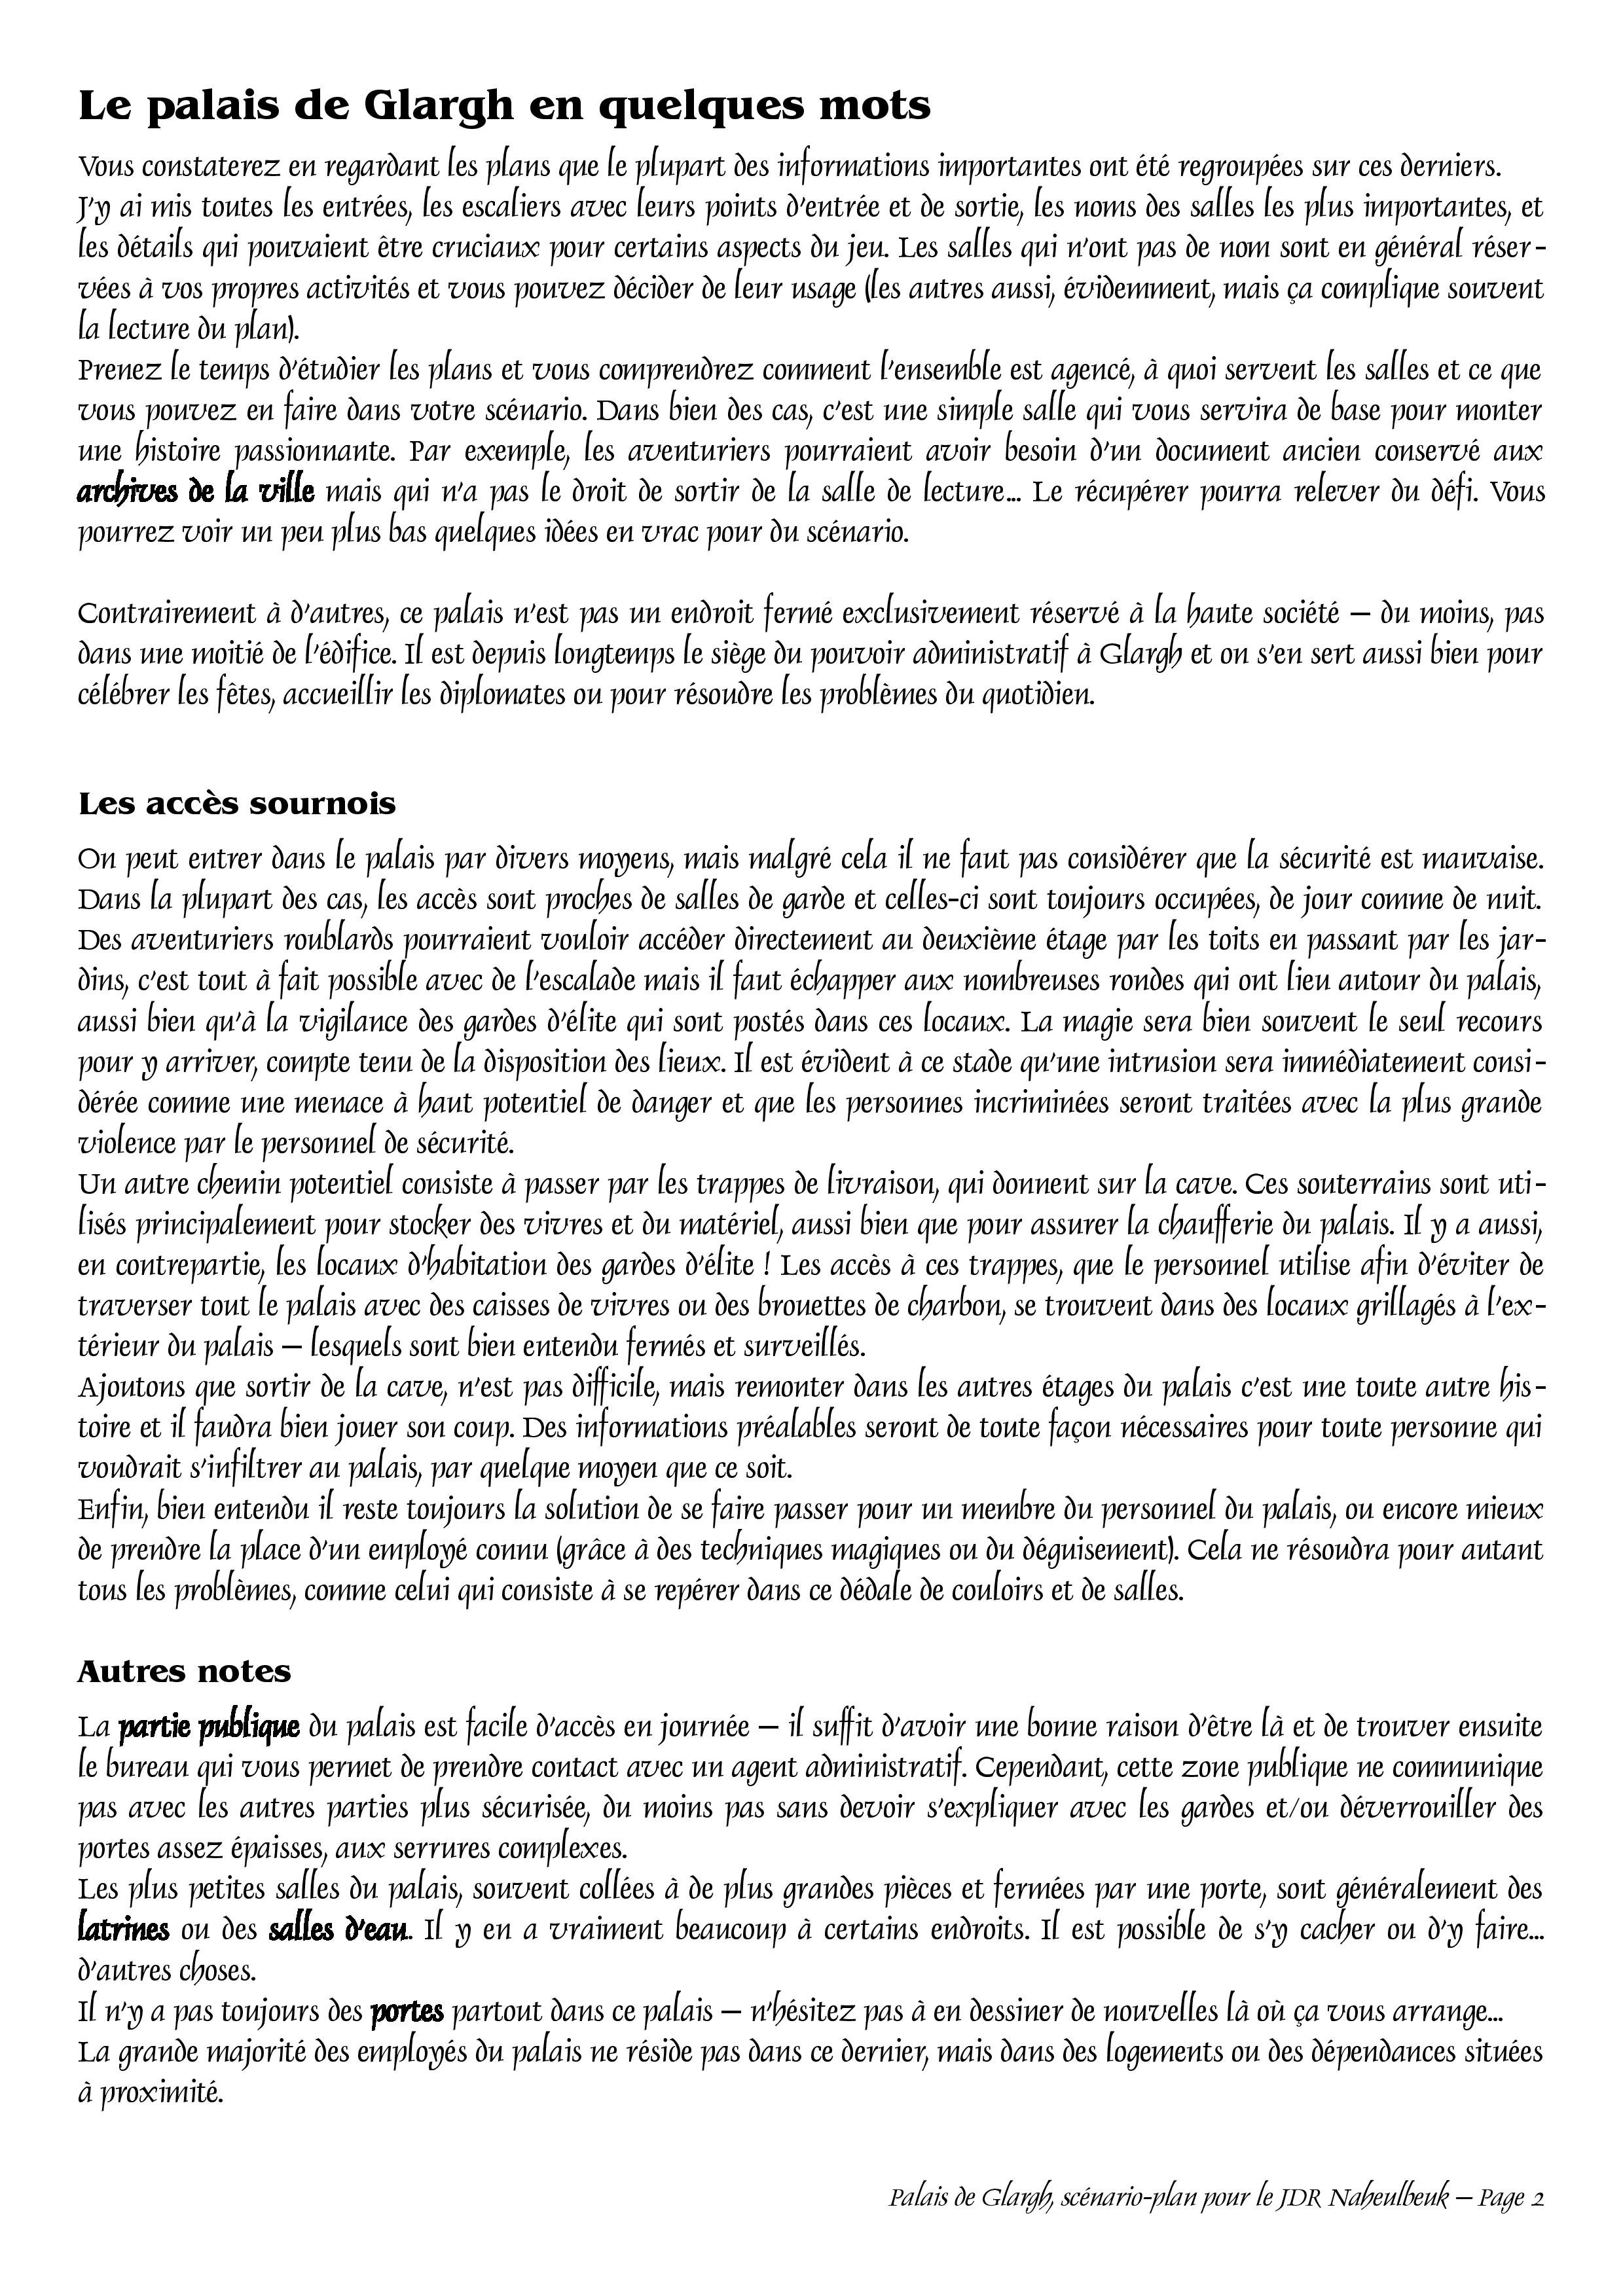 Le palais de Glargh en quelques mots
Vous constaterez en regardant les plans que le plupart des informations importantes ont été regroupées sur ces derniers.
J'y ai mis toutes les entrées, les escaliers avec leurs points d'entrée et de sortie, les noms des salles les plus importantes, et
les détails qui pouvaient être cruciaux pour certains aspects du jeu. Les salles qui n'ont pas de nom sont en général réser-
vées à vos propres activités et vous pouvez décider de leur usage (les autres aussi, évidemment, mais ça complique souvent
la lecture du plan).
Prenez le temps d'étudier les plans et vous comprendrez comment l'ensemble est agencé, à quoi servent les salles et ce que
vous pouvez en faire dans votre scénario. Dans bien des cas, c'est une simple salle qui vous servira de base pour monter
une histoire passionnante. Par exemple, les aventuriers pourraient avoir besoin d'un document ancien conservé aux
archives de la ville mais qui n'a pas le droit de sortir de la salle de lecture... Le récupérer pourra relever du défi. Vous
pourrez voir un peu plus bas quelques idées en vrac pour du scénario.
Contrairement à d'autres, ce palais n'est pas un endroit fermé exclusivement réservé à la haute société – du moins, pas
dans une moitié de l'édifice. Il est depuis longtemps le siège du pouvoir administratif à Glargh et on s'en sert aussi bien pour
célébrer les fêtes, accueillir les diplomates ou pour résoudre les problèmes du quotidien.
Les accès sournois
On peut entrer dans le palais par divers moyens, mais malgré cela il ne faut pas considérer que la sécurité est mauvaise.
Dans la plupart des cas, les accès sont proches de salles de garde et celles-ci sont toujours occupées, de jour comme de nuit.
Des aventuriers roublards pourraient vouloir accéder directement au deuxième étage par les toits en passant par les jar-
dins, c'est tout à fait possible avec de l'escalade mais il faut échapper aux nombreuses rondes qui ont lieu autour du palais,
aussi bien qu'à la vigilance des gardes d'élite qui sont postés dans ces locaux. La magie sera bien souvent le seul recours
pour y arriver, compte tenu de la disposition des lieux. Il est évident à ce stade qu'une intrusion sera immédiatement consi-
dérée comme une menace à haut potentiel de danger et que les personnes incriminées seront traitées avec la plus grande
violence par le personnel de sécurité.
Un autre chemin potentiel consiste à passer par les trappes de livraison, qui donnent sur la cave. Ces souterrains sont uti-
lisés principalement pour stocker des vivres et du matériel, aussi bien que pour assurer la chaufferie du palais. Il y a aussi,
en contrepartie, les locaux d'habitation des gardes d'élite ! Les accès à ces trappes, que le personnel utilise afin d'éviter de
traverser tout le palais avec des caisses de vivres ou des brouettes de charbon, se trouvent dans des locaux grillagés à l'ex-
térieur du palais – lesquels sont bien entendu fermés et surveillés.
Ajoutons que sortir de la cave, n'est pas difficile, mais remonter dans les autres étages du palais c'est une toute autre his-
toire et il faudra bien jouer son coup. Des informations préalables seront de toute façon nécessaires pour toute personne qui
voudrait s'infiltrer au palais, par quelque moyen que ce soit.
Enfin, bien entendu il reste toujours la solution de se faire passer pour un membre du personnel du palais, ou encore mieux
de prendre la place d'un employé connu (grâce à des techniques magiques ou du déguisement). Cela ne résoudra pour autant
tous les problèmes, comme celui qui consiste à se repérer dans ce dédale de couloirs et de salles.
Autres notes
La partie publique du palais est facile d'accès en journée – il suffit d'avoir une bonne raison d'être là et de trouver ensuite
le bureau qui vous permet de prendre contact avec un agent administratif. Cependant, cette zone publique ne communique
pas avec les autres parties plus sécurisée, du moins pas sans devoir s'expliquer avec les gardes et/ou déverrouiller des
portes assez épaisses, aux serrures complexes.
Les plus petites salles du palais, souvent collées à de plus grandes pièces et fermées par une porte, sont généralement des
latrines ou des salles d'eau. Il y en a vraiment beaucoup à certains endroits. Il est possible de s'y cacher ou d'y faire...
d'autres choses.
Il n'y a pas toujours des portes partout dans ce palais – n'hésitez pas à en dessiner de nouvelles là où ça vous arrange...
La grande majorité des employés du palais ne réside pas dans ce dernier, mais dans des logements ou des dépendances situées
à proximité.
Palais de Glargh, scénario-plan pour le JDR Naheulbeuk – Page 2